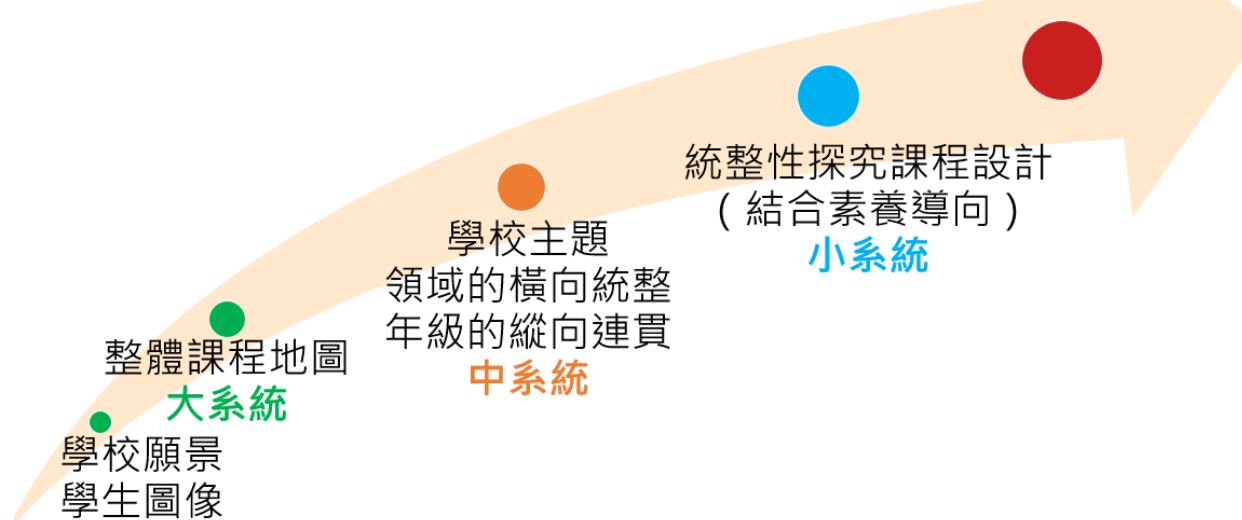 學校願景
學生圖像
整體課程地圖
大系統
學校主題
領域的橫向統整
年級的縱向連貫
中系統
統整性探究課程設計
(結合素養導向)
小系統